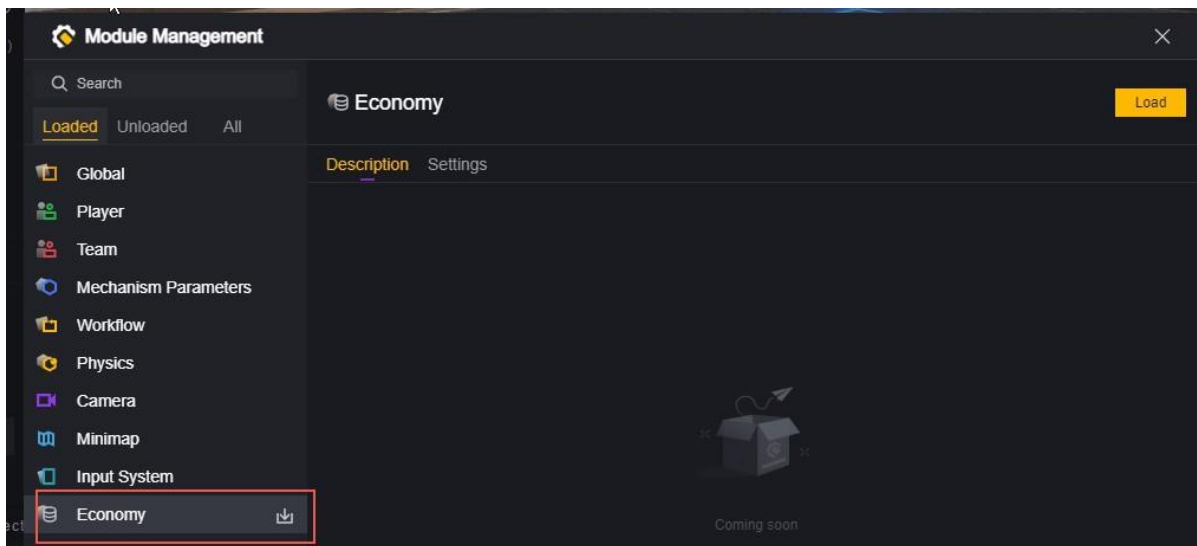 Module Management
Search
Loaded Unloaded All
Global
Player
Team
Mechanism Parameters
Workflow
Physics
Camera
Minimap
Input System
Economy
Economy
Load
Description Settings
Coming soon
ect